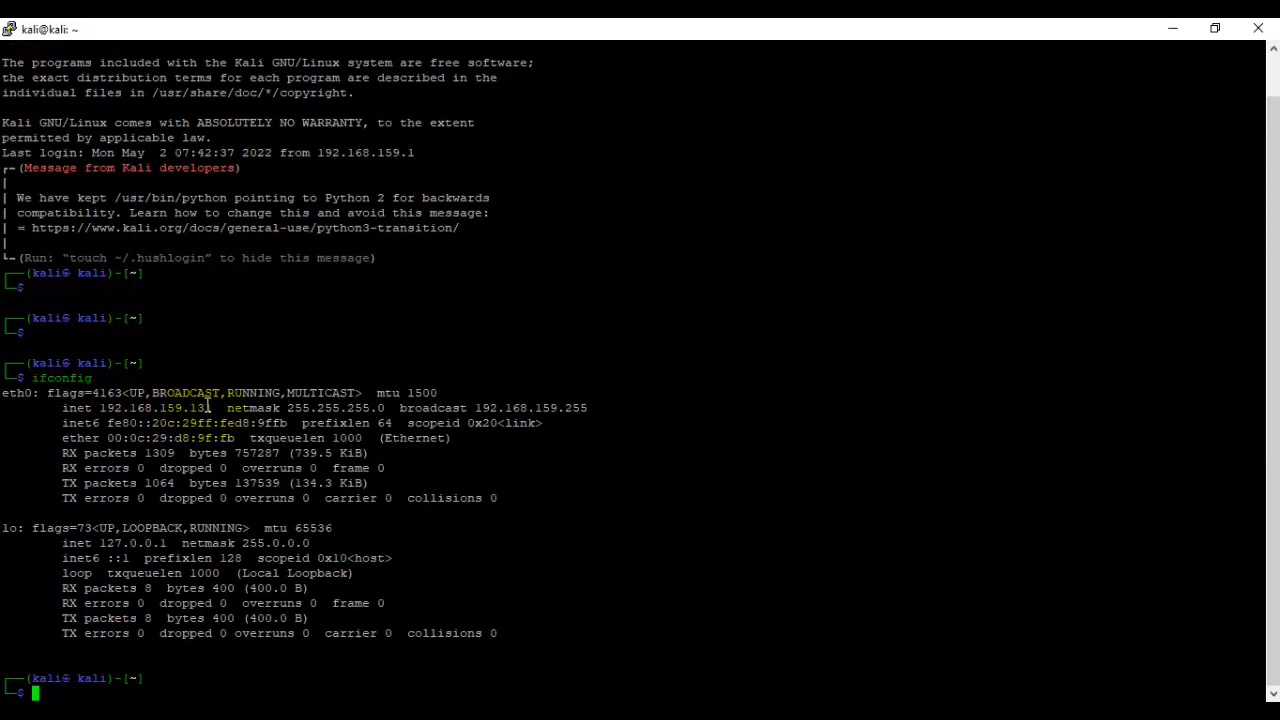 kali@kali: ~
The programs included with the Kali GNU/Linux system are free software;
the exact distribution terms for each program are described in the
individual files in /usr/share/doc/*/copyright.
Kali GNU/Linux comes with ABSOLUTELY NO WARRANTY, to the extent
permitted by applicable law.
Last login: Mon May  2 07:42:37 2022 from 192.168.159.1
┏━(Message from Kali developers)
┃
┃ We have kept /usr/bin/python pointing to Python 2 for backwards
┃ compatibility. Learn how to change this and avoid this message:
┃ ⇒ https://www.kali.org/docs/general-use/python3-transition/
┃
┗━(Run: “touch ~/.hushlogin” to hide this message)
┌──(kali㉿kali)-[~]
└─$
┌──(kali㉿kali)-[~]
└─$
┌──(kali㉿kali)-[~]
└─$ ifconfig
eth0: flags=4163<UP,BROADCAST,RUNNING,MULTICAST>  mtu 1500
inet netmask 255.255.255.0  broadcast 192.168.159.255
inet6 fe80::20c:29ff:fed8:9ffb  prefixlen 64  scopeid 0x20<link>
ether 00:0c:29:d8:9f:fb  txqueuelen 1000  (Ethernet)
RX packets 1309  bytes 757287 (739.5 KiB)
RX errors 0  dropped 0  overruns 0  frame 0
TX packets 1064  bytes 137539 (134.3 KiB)
TX errors 0  dropped 0 overruns 0  carrier 0  collisions 0
lo: flags=73<UP,LOOPBACK,RUNNING>  mtu 65536
inet 127.0.0.1  netmask 255.0.0.0
inet6 ::1  prefixlen 128  scopeid 0x10<host>
loop  txqueuelen 1000  (Local Loopback)
RX packets 8  bytes 400 (400.0 B)
RX errors 0  dropped 0  overruns 0  frame 0
TX packets 8  bytes 400 (400.0 B)
TX errors 0  dropped 0 overruns 0  carrier 0  collisions 0
┌──(kali㉿kali)-[~]
└─$